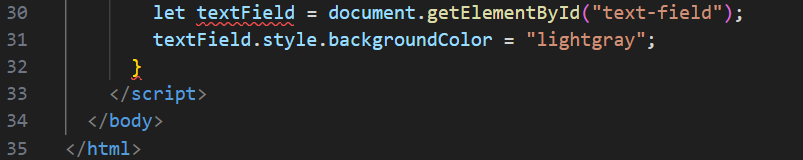 30 let textField = document.getElementById("text-field");
31 textField.style.backgroundColor = "lightgray";
32 }
33 </script>
34 </body>
35 </html>